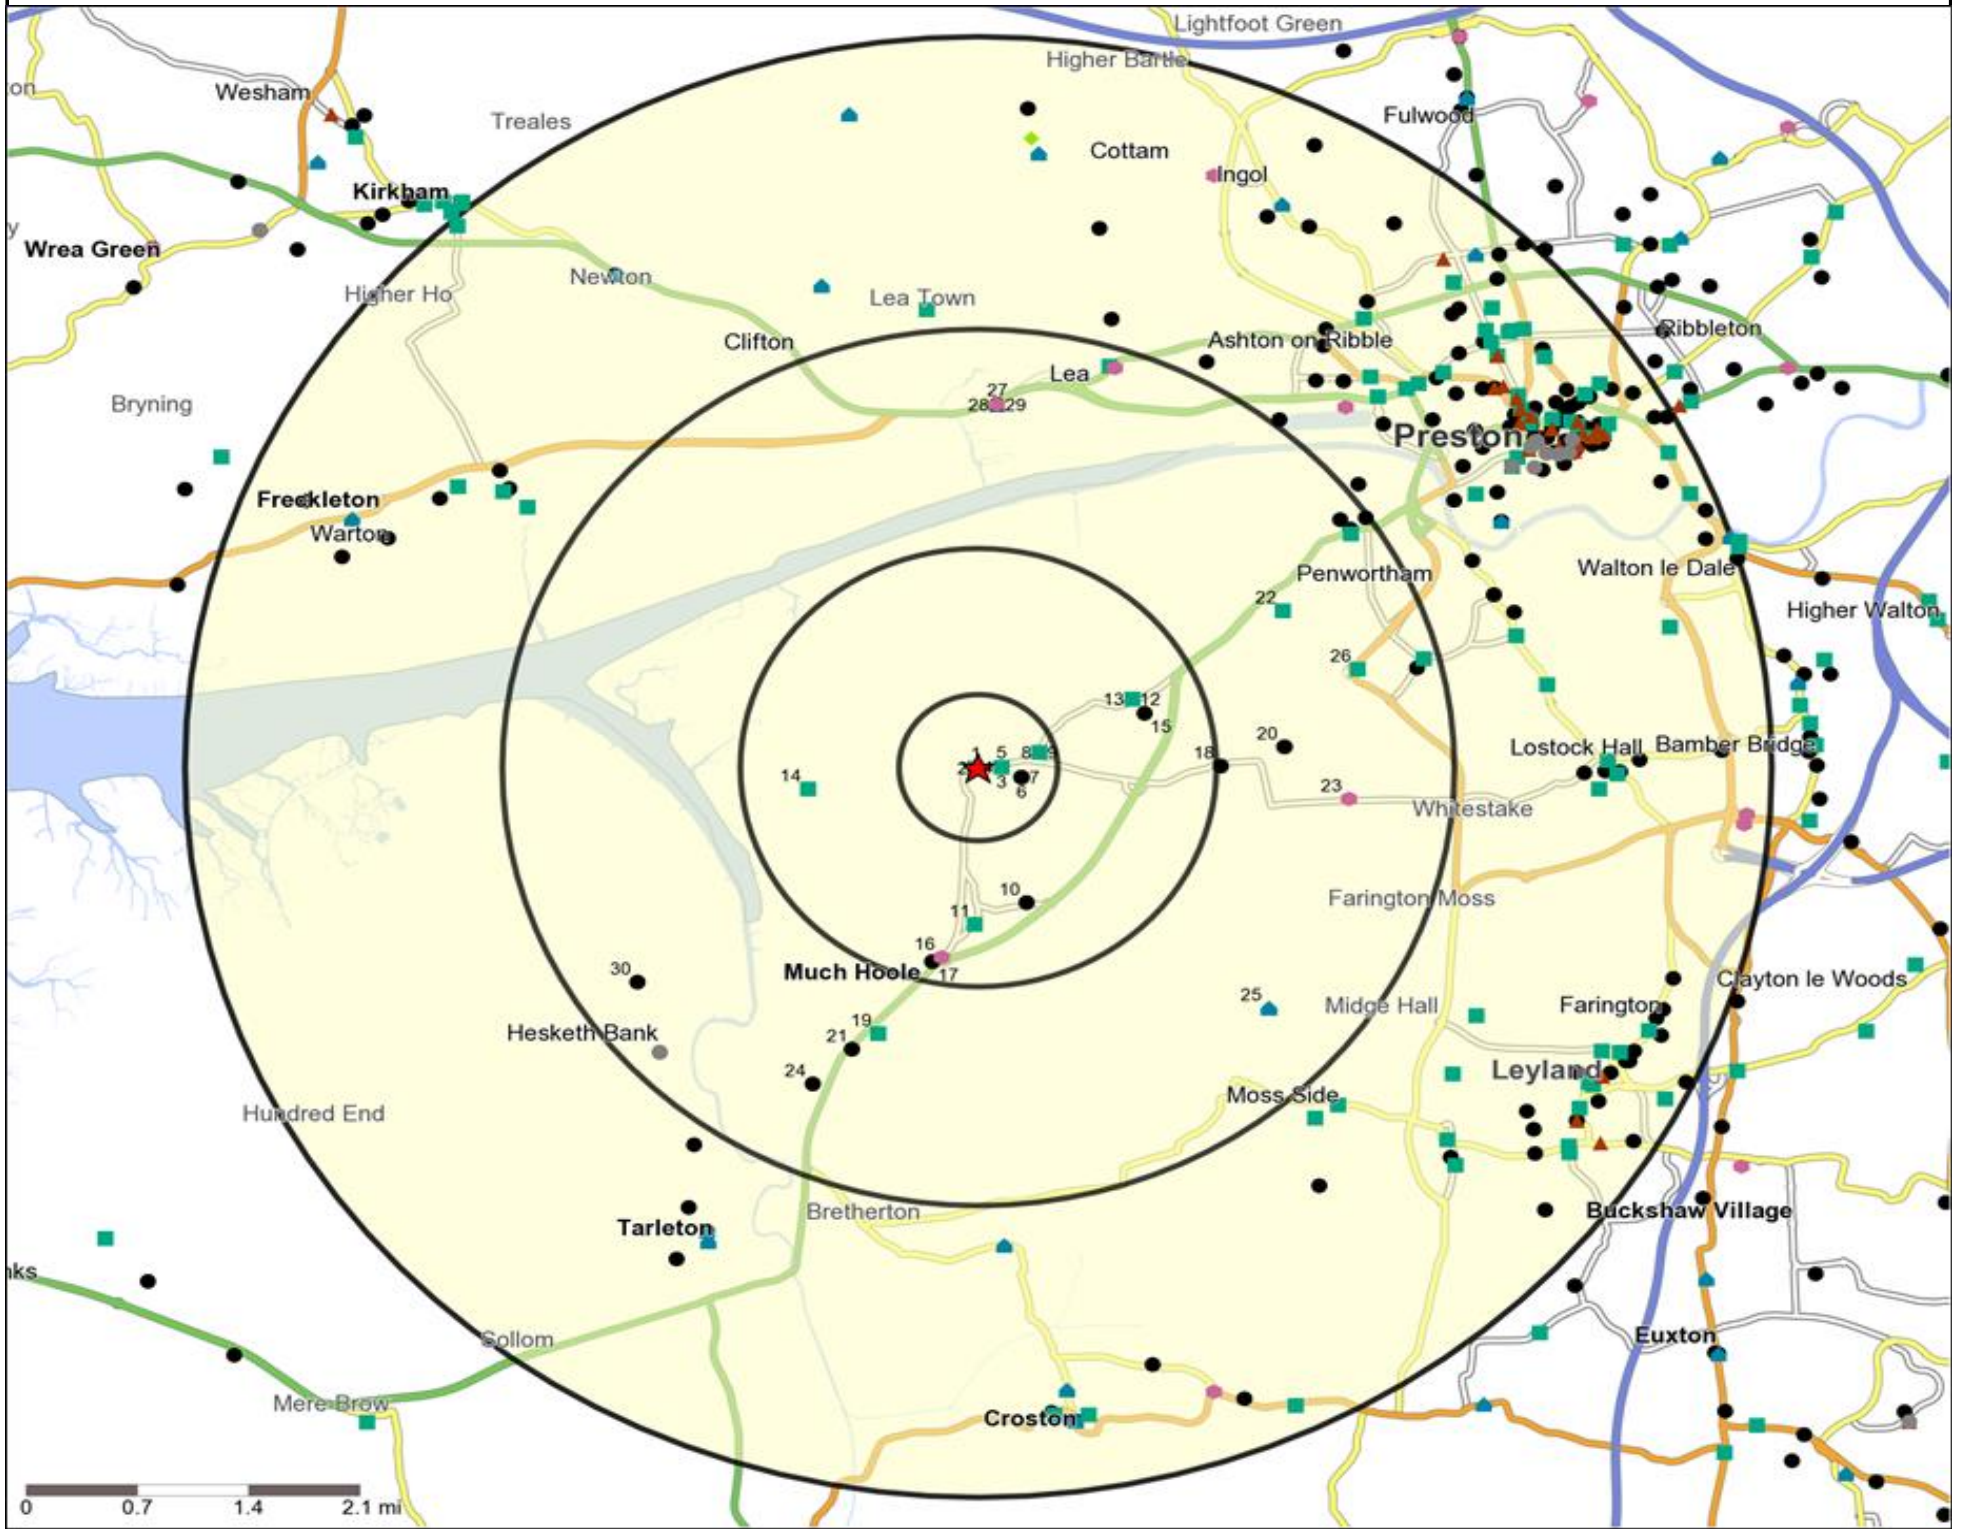 Lightfoot Green
Higher Bartle
on
Wesham
Treales
Fulwood
Cottam
Ingol
Kirkham
y
Wrea Green
Newton
Higher Ho
Lea Town
Clifton
Ashton on Ribble
Ribbleton
Lea
27
28 29
Bryning
Preston
Freckleton
Warton
Penwortham
Walton le Dale
22
Higher Walton
26
13 12
15
20
18
Lostock Hall
Bamber Bridge
1 5 8 9
2
3
7
6
14
23
Whitestake
10
Farington Moss
11
16
Much Hoole
17
30
Clayton le Woods
25
Midge Hall
Farington
19
Hesketh Bank
21
24
Leyland
Moss Side
Hundred End
Bretherton
Buckshaw Village
Tarleton
nks
Sollom
Euxton
Mere Brow
Croston
0 0.7 1.4 2.1 mi